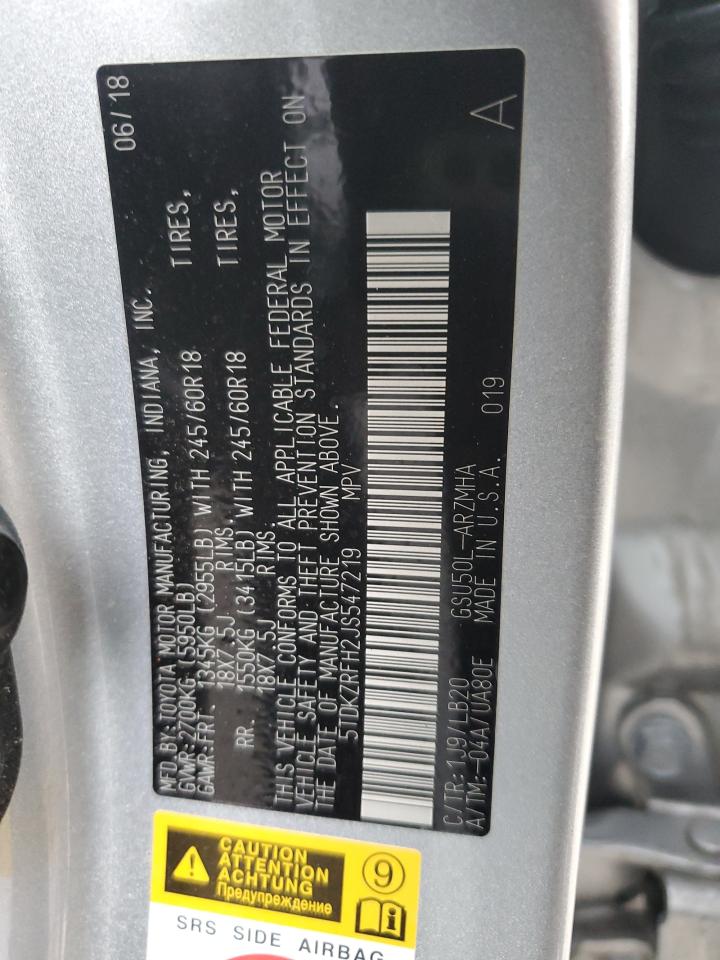 MFD.BY:TOYOTA MOTOR MANUFACTURING, INDIANA, INC. 06/18
GVWR:2700KG (5950LB)
GAWR:FRT. 1345KG (2955LB) WITH 245/60R18 TIRES,
18X7.5J RIMS.
RR. 1550KG (3415LB) WITH 245/60R18 TIRES,
18X7.5J RIMS.
THIS VEHICLE CONFORMS TO ALL APPLICABLE FEDERAL MOTOR
VEHICLE SAFETY AND THEFT PREVENTION STANDARDS IN EFFECT ON
THE DATE OF MANUFACTURE SHOWN ABOVE.
5TDKZRFH2JS547219 MPV
C/TR:1J9/LB20 GSU50L-ARZMHA
A/TM:-04A/UA80E MADE IN U.S.A. 019 A
CAUTION
ATTENTION
ACHTUNG
Предупреждение
9
i
SRS SIDE AIRBAG